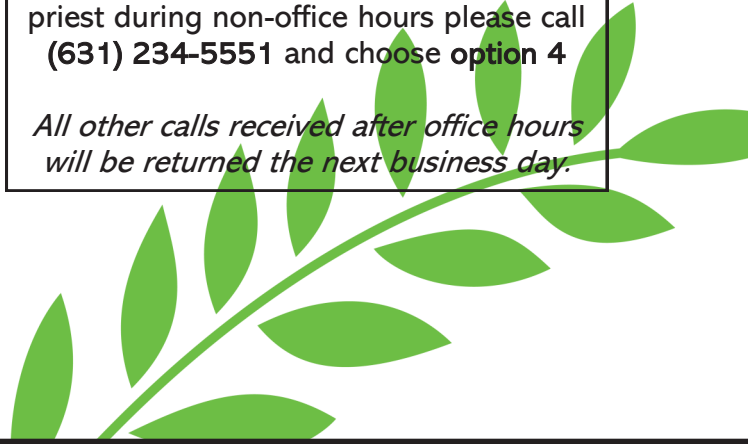 priest during non-office hours please call
(631) 234-5551 and choose option 4
All other calls received after office hours
will be returned the next business day.